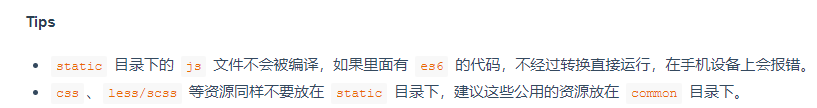 Tips
static 目录下的 js 文件不会被编译，如果里面有 es6 的代码，不经过转换直接运行，在手机设备上会报错。
css 、 less/scss 等资源同样不要放在 static 目录下，建议这些公用的资源放在 common 目录下。